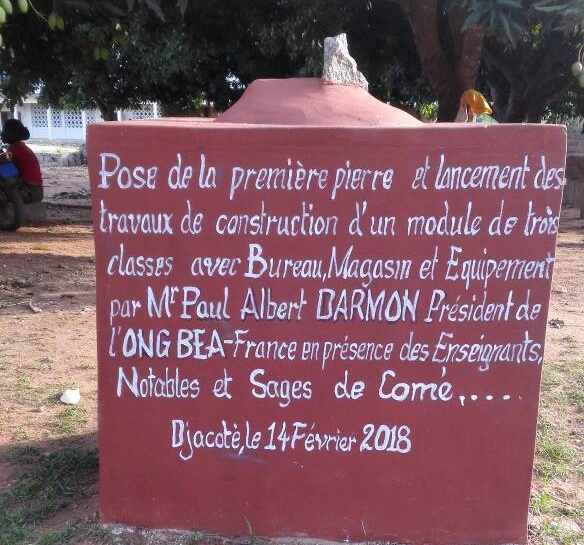 Pose de la première pierre et lancement des
travaux de construction d'un module de trois
classes avec Bureau, Magasin et Equipement
par Mr Paul Albert DARMON Président de
l'ONG BEA-France en présence des Enseignants,
Notables et Sages de Comè,....
Djacotè, le 14 Février 2018